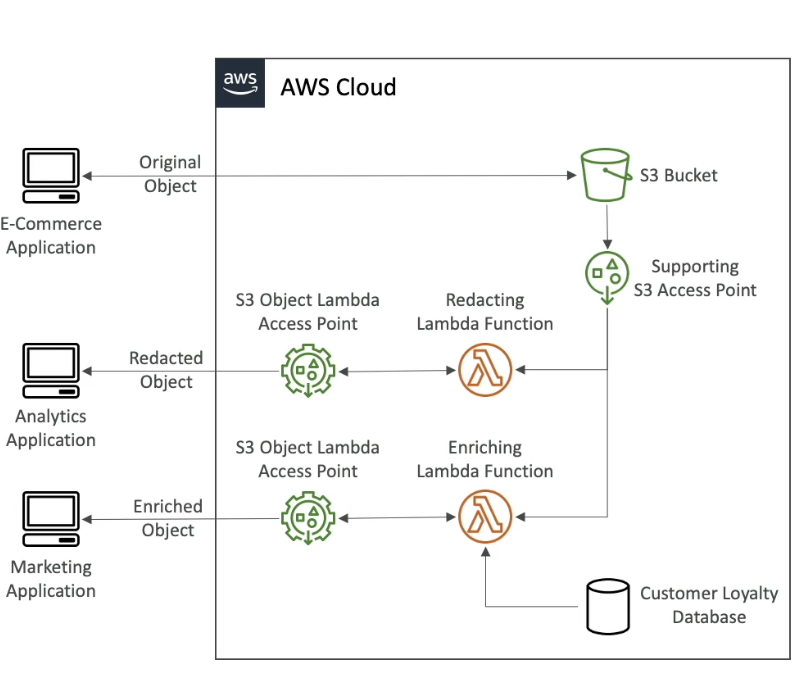 aws
AWS Cloud
Original
Object
S3 Bucket
E-Commerce
Application
Supporting
S3 Access Point
S3 Object Lambda
Access Point
Redacting
Lambda Function
Redacted
Object
Analytics
Application
S3 Object Lambda
Access Point
Enriching
Lambda Function
Enriched
Object
Marketing
Application
Customer Loyalty
Database